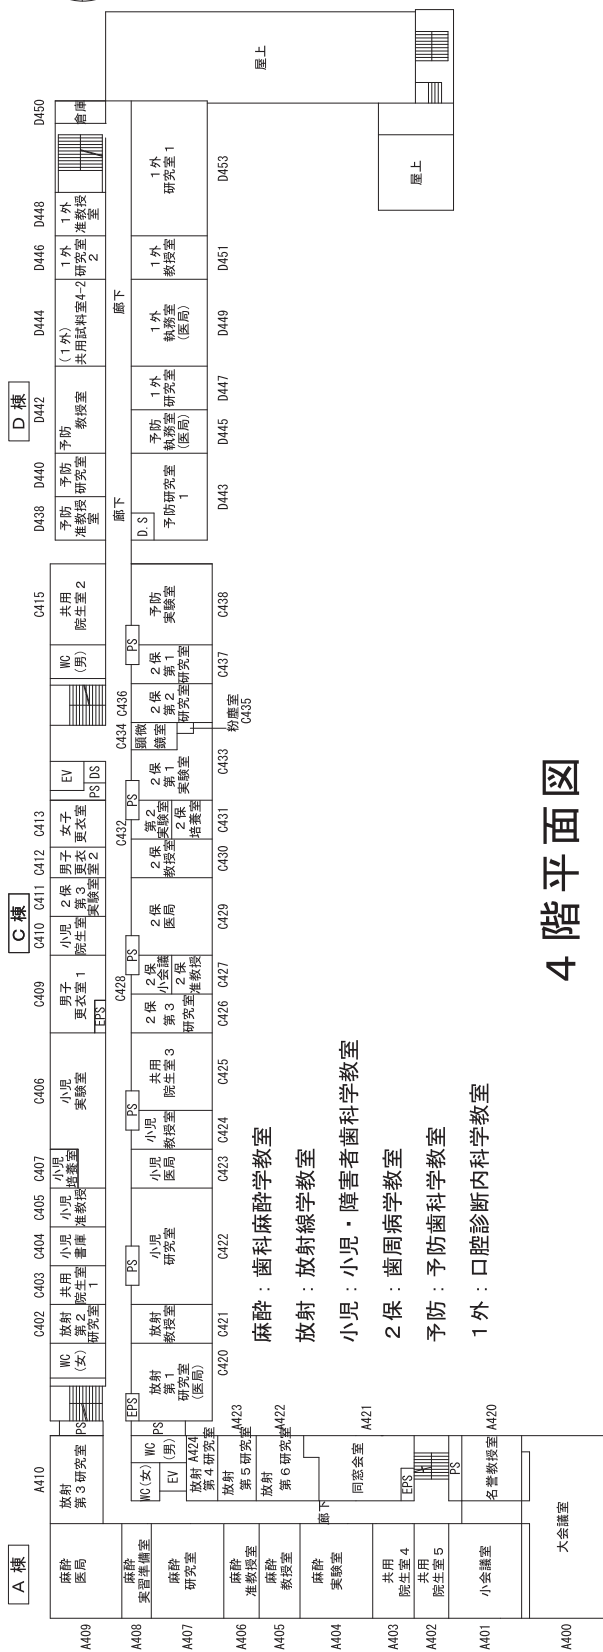 4階平面図
A 棟
C 棟
D 棟
A410
C402
C403
C404
C405
C407
C406
C409
C410
C411
C412
C413
C415
D438
D440
D442
D444
D446
D448
D450
放射
第3研究室
PS
WC
(女)
放射
第2
研究室
共用
院生室
1
小児
書庫
小児
准教授
小児
培養室
小児
実験室
男子
更衣室1
EPS
小児
院生室
2保
第3
実験室
男子
更衣
室2
女子
更衣室
EV
PS
DS
WC
(男)
共用
院生室2
予防
准教授
室
予防
研究室
予防
教授室
(1外)
共用試料室4-2
1外
研究室
2
1外
准教授
室
倉庫
廊下
廊下
C428
C432
C434
C436
EPS
PS
PS
PS
PS
PS
D.S
放射
第1
研究室
(医局)
放射
教授室
小児
研究室
小児
医局
小児
教授室
共用
院生室3
2保
第3
研究室
2保
小会議
2保
准教授
2保
医局
2保
教授室
第2
実験室
2保
培養室
2保
第1
実験室
顕微
鏡室
2保
第2
研究室
2保
第1
研究室
予防
実験室
予防研究室
1
予防
執務室
(医局)
1外
研究室
1外
執務室
(医局)
1外
教授室
1外
研究室1
屋上
屋上
C420
C421
C422
C423
C424
C425
C426
C427
C429
C430
C431
C433
粉塵室
C435
C437
C438
D443
D445
D447
D449
D451
D453
麻酔
医局
麻酔
実習準備室
麻酔
研究室
麻酔
准教授室
麻酔
教授室
麻酔
実験室
共用
院生室4
共用
院生室5
小会議室
大会議室
A409
A408
A407
A406
A405
A404
A403
A402
A401
A400
WC(女)
WC
(男)
PS
EV
放射 A424
第4研究室
放射
第5研究室
放射
第6研究室
同窓会室
廊下
EPS
PS
名誉教授室
A423
A422
A421
A420
麻酔：歯科麻酔学教室
放射：放射線学教室
小児：小児・障害者歯科学教室
2保：歯周病学教室
予防：予防歯科学教室
1外：口腔診断内科学教室